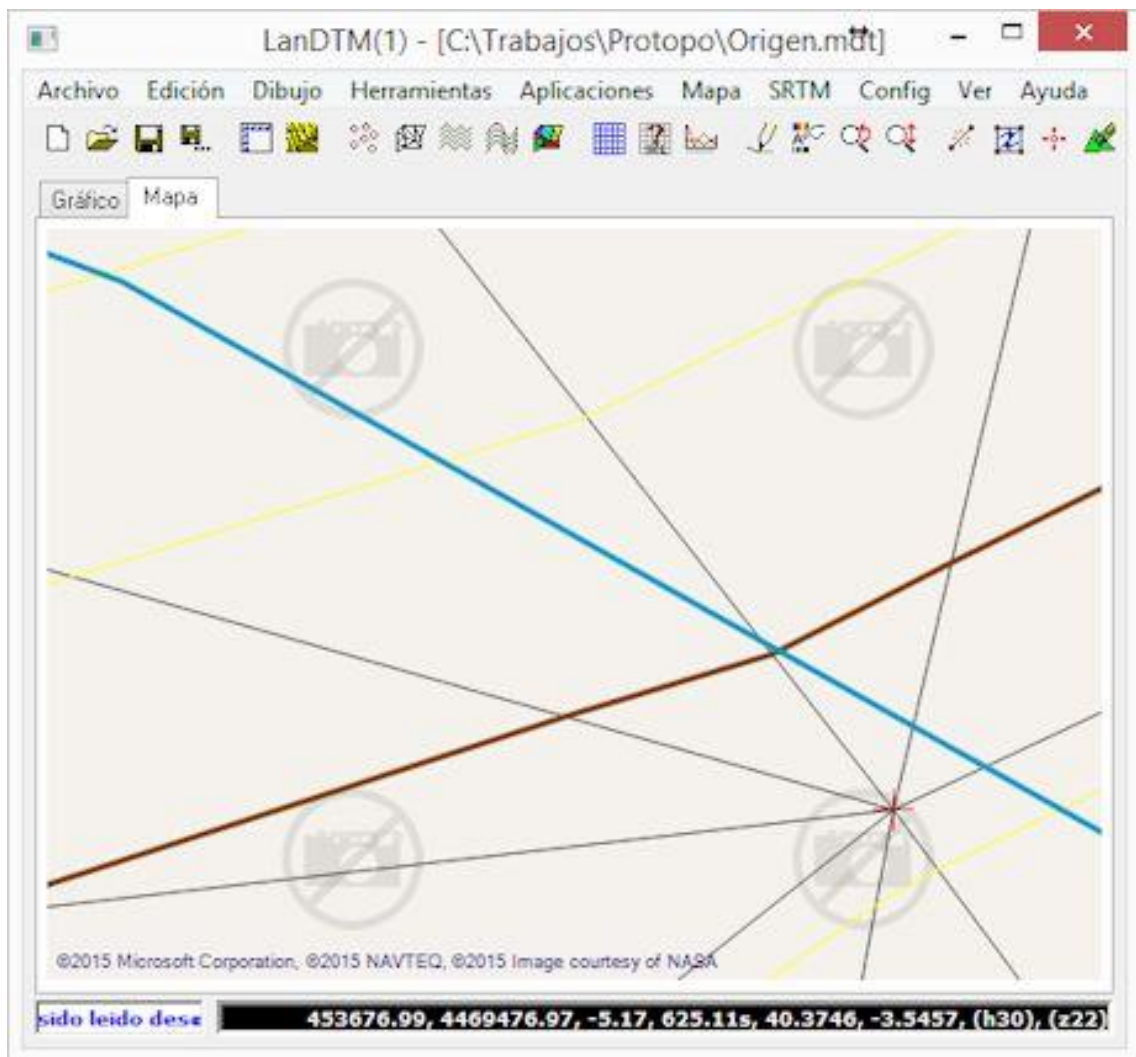 LanDTM(1) - [C:\Trabajos\Protopo\Origen.mdt]
Archivo Edición Dibujo Herramientas Aplicaciones Mapa SRTM Config Ver Ayuda
Gráfico Mapa
©2015 Microsoft Corporation, ©2015 NAVTEQ, ©2015 Image courtesy of NASA
sido leido des 453676.99, 4469476.97, -5.17, 625.11s, 40.3746, -3.5457, (h30), (z22)